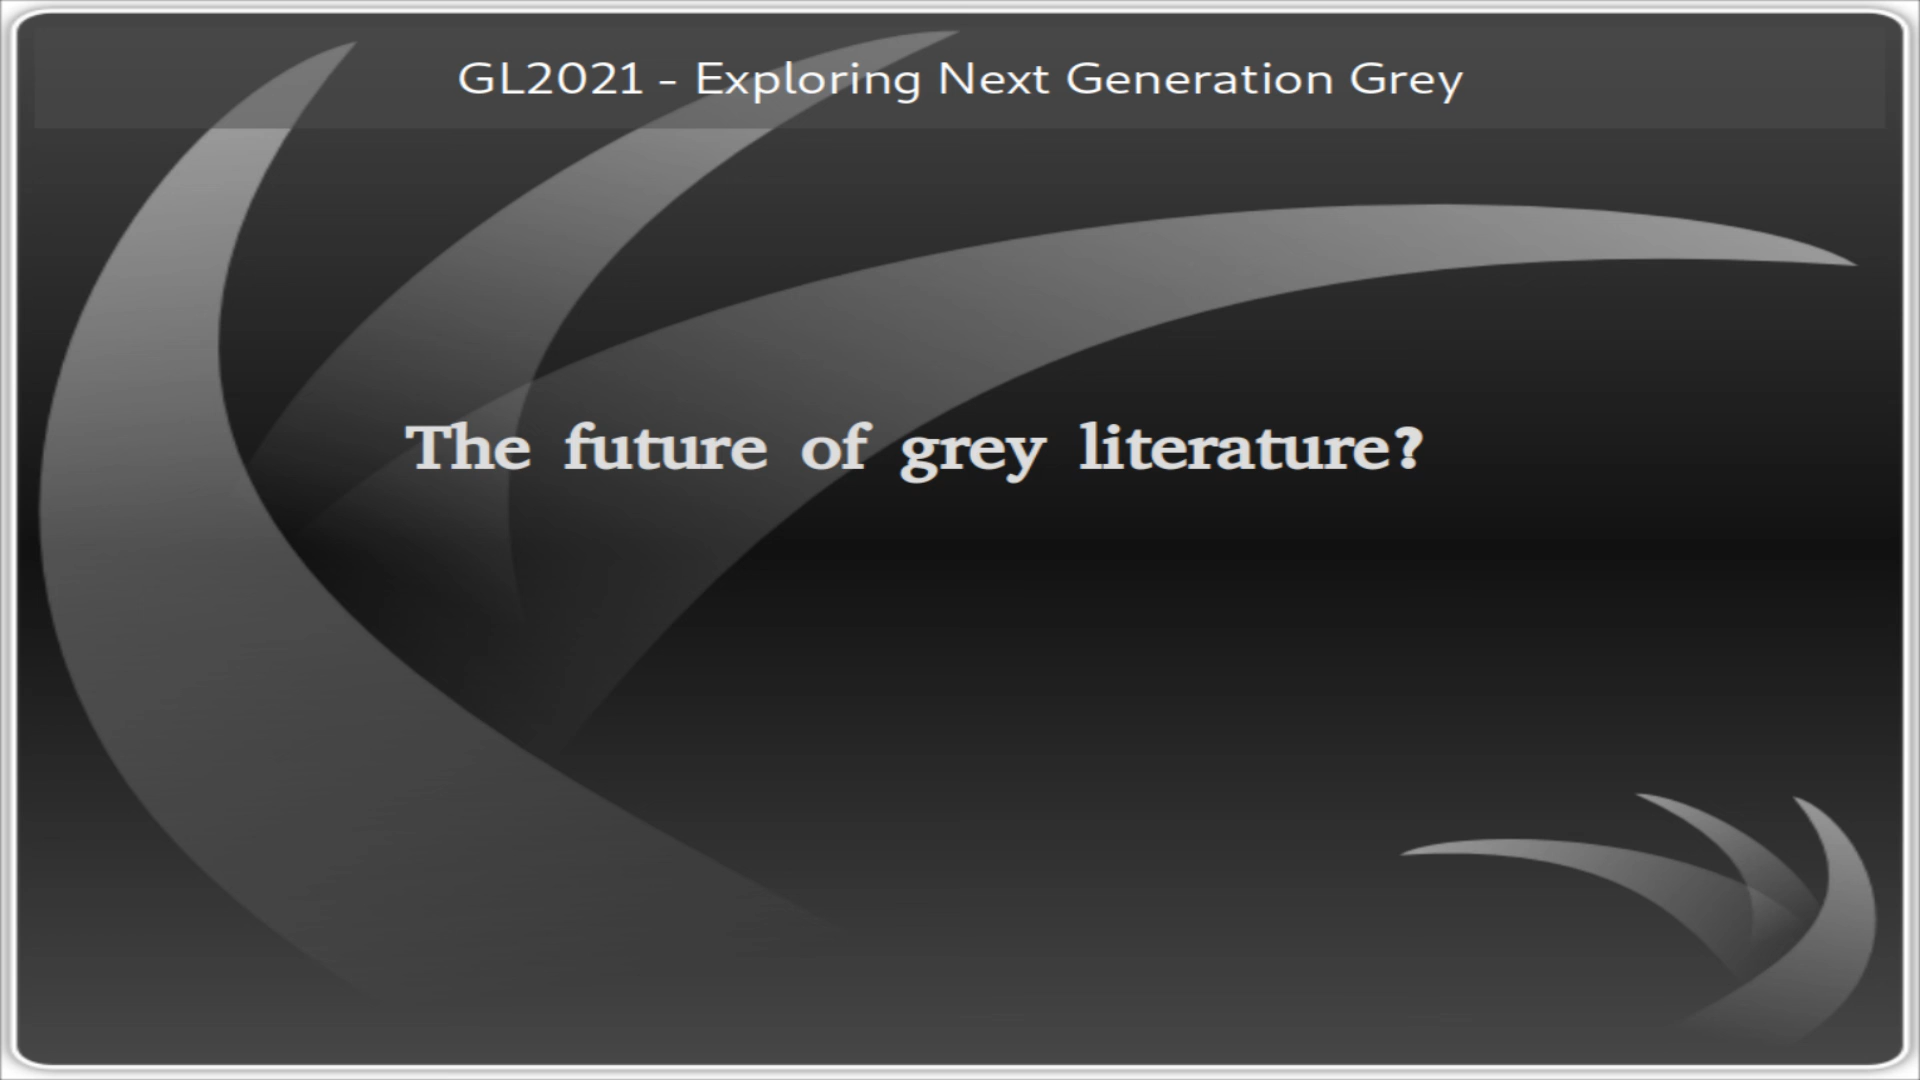 GL2021 - Exploring Next Generation Grey
The future of grey literature?